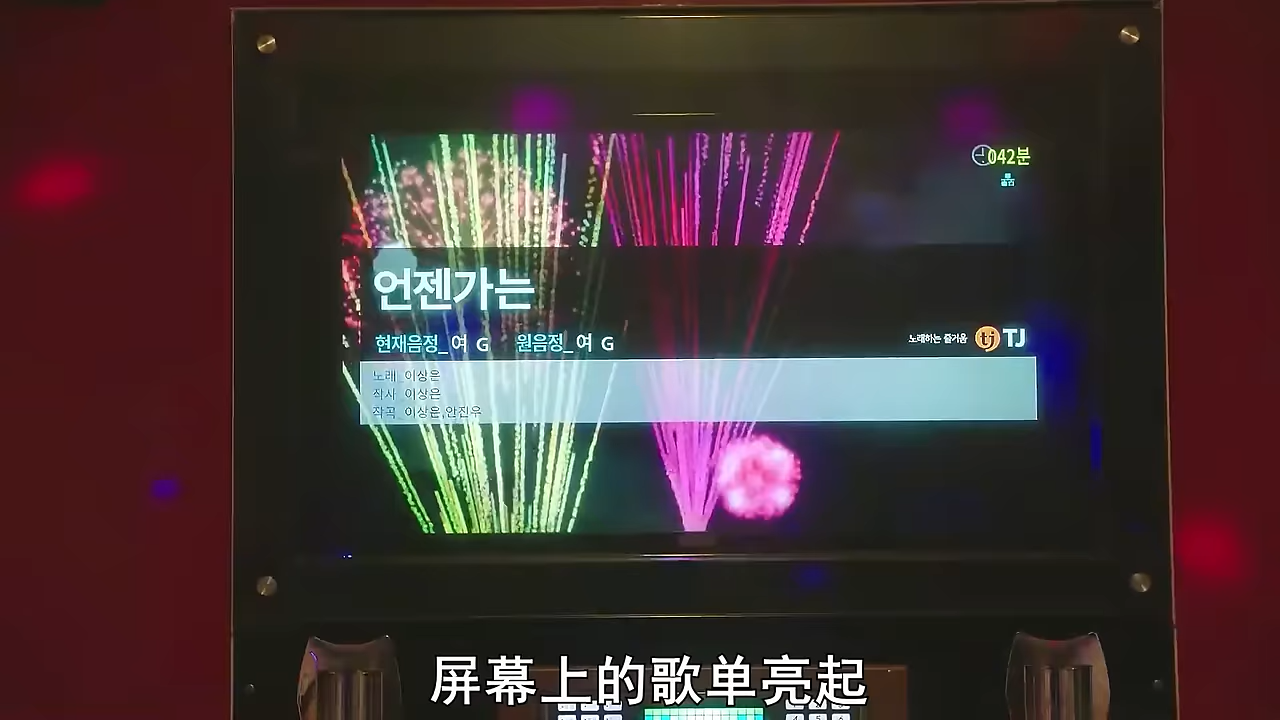 042분
언젠가는
현재음정_여 G 원음정_여 G
노래하는 즐거움 tj TJ
노래 이상은
작사 이상은
작곡 이상은,안진우
屏幕上的歌单亮起